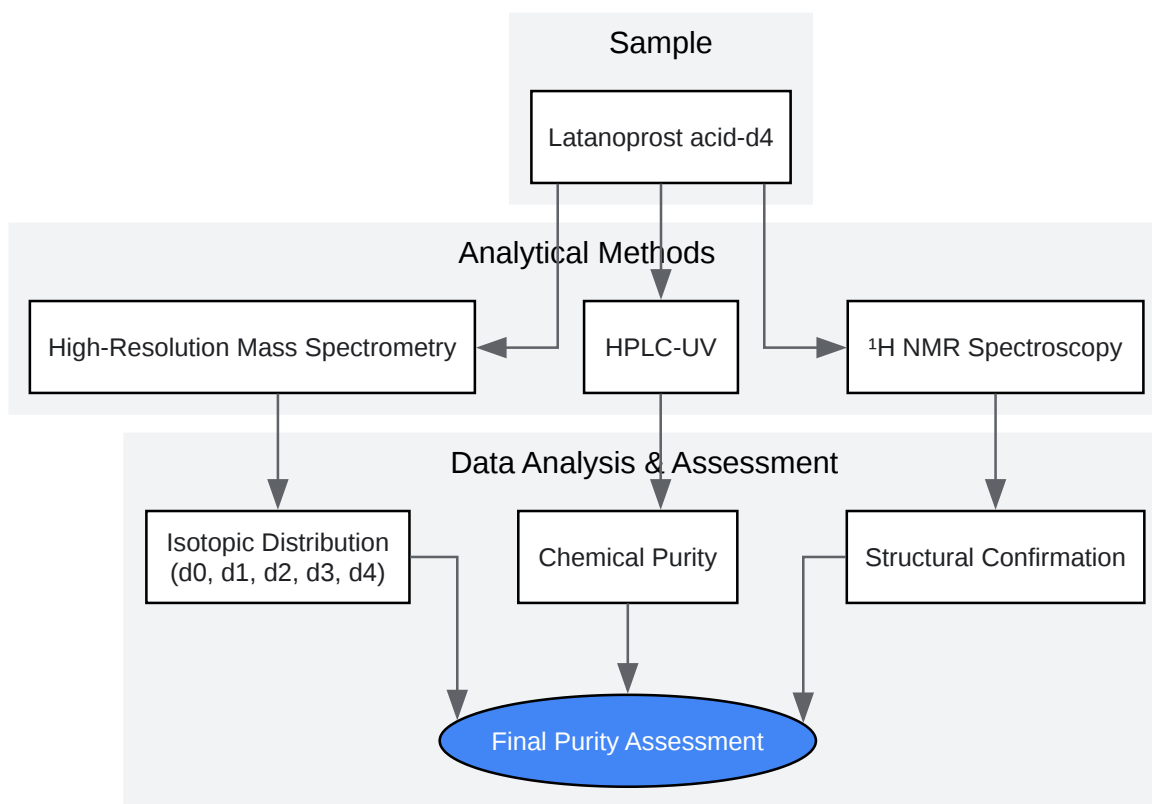 Sample
Latanoprost acid-d4
Analytical Methods
High-Resolution Mass Spectrometry
HPLC-UV
¹H NMR Spectroscopy
Data Analysis & Assessment
Isotopic Distribution
(d0, d1, d2, d3, d4)
Chemical Purity
Structural Confirmation
Final Purity Assessment